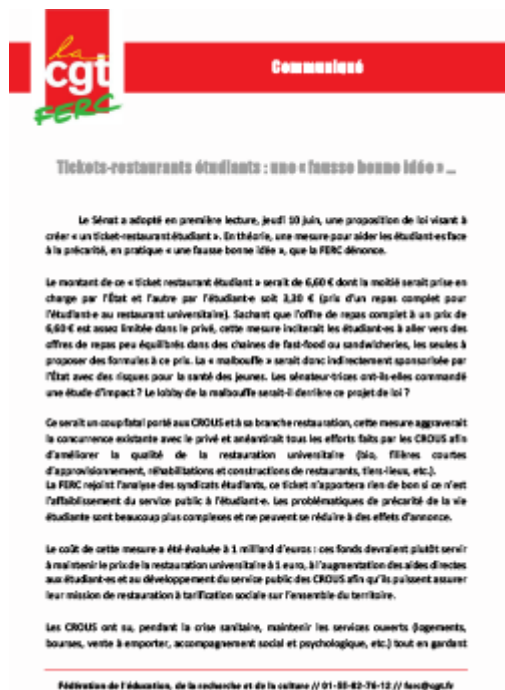 la
cgt
FERC
Communiqué
Tickets-restaurants étudiants : une « fausse bonne idée » ...
Le Sénat a adopté en première lecture, jeudi 10 juin, une proposition de loi visant à
créer « un ticket-restaurant étudiant ». En théorie, une mesure pour aider les étudiant·es face
à la précarité, en pratique « une fausse bonne idée », que la FERC dénonce.
Le montant de ce « ticket restaurant étudiant » serait de 6,60 € dont la moitié serait prise en
charge par l'État et l'autre par l'étudiant·e soit 3,30 € (prix d'un repas complet pour
l'étudiant·e au restaurant universitaire). Sachant que l'offre de repas complet à un prix de
6,60 € est assez limitée dans le privé, cette mesure inciterait les étudiant·es à aller vers des
offres de repas peu équilibrés dans des chaines de fast-food ou sandwicheries, les seules à
proposer des formules à ce prix. La « malbouffe » serait donc indirectement sponsorisée par
l'État avec des risques pour la santé des jeunes. Les sénateur·trices ont-ils·elles commandé
une étude d'impact ? Le lobby de la malbouffe serait-il derrière ce projet de loi ?
Ce serait un coup fatal porté aux CROUS et à sa branche restauration, cette mesure aggraverait
la concurrence existante avec le privé et anéantirait tous les efforts faits par les CROUS afin
d'améliorer la qualité de la restauration universitaire (bio, filières courtes
d'approvisionnement, réhabilitations et constructions de restaurants, tiers-lieux, etc.).
La FERC rejoint l'analyse des syndicats étudiants, ce ticket n'apportera rien de bon si ce n'est
l'affaiblissement du service public à l'étudiant·e. Les problématiques de précarité de la vie
étudiante sont beaucoup plus complexes et ne peuvent se réduire à des effets d'annonce.
Le coût de cette mesure a été évaluée à 1 milliard d'euros : ces fonds devraient plutôt servir
à maintenir le prix de la restauration universitaire à 1 euro, à l'augmentation des aides directes
aux étudiant·es et au développement du service public des CROUS afin qu'ils puissent assurer
leur mission de restauration à tarification sociale sur l'ensemble du territoire.
Les CROUS ont su, pendant la crise sanitaire, maintenir les services ouverts (logements,
bourses, vente à emporter, accompagnement social et psychologique, etc.) tout en gardant
Fédération de l'éducation, de la recherche et de la culture // 01-55-82-76-12 // ferc@cgt.fr